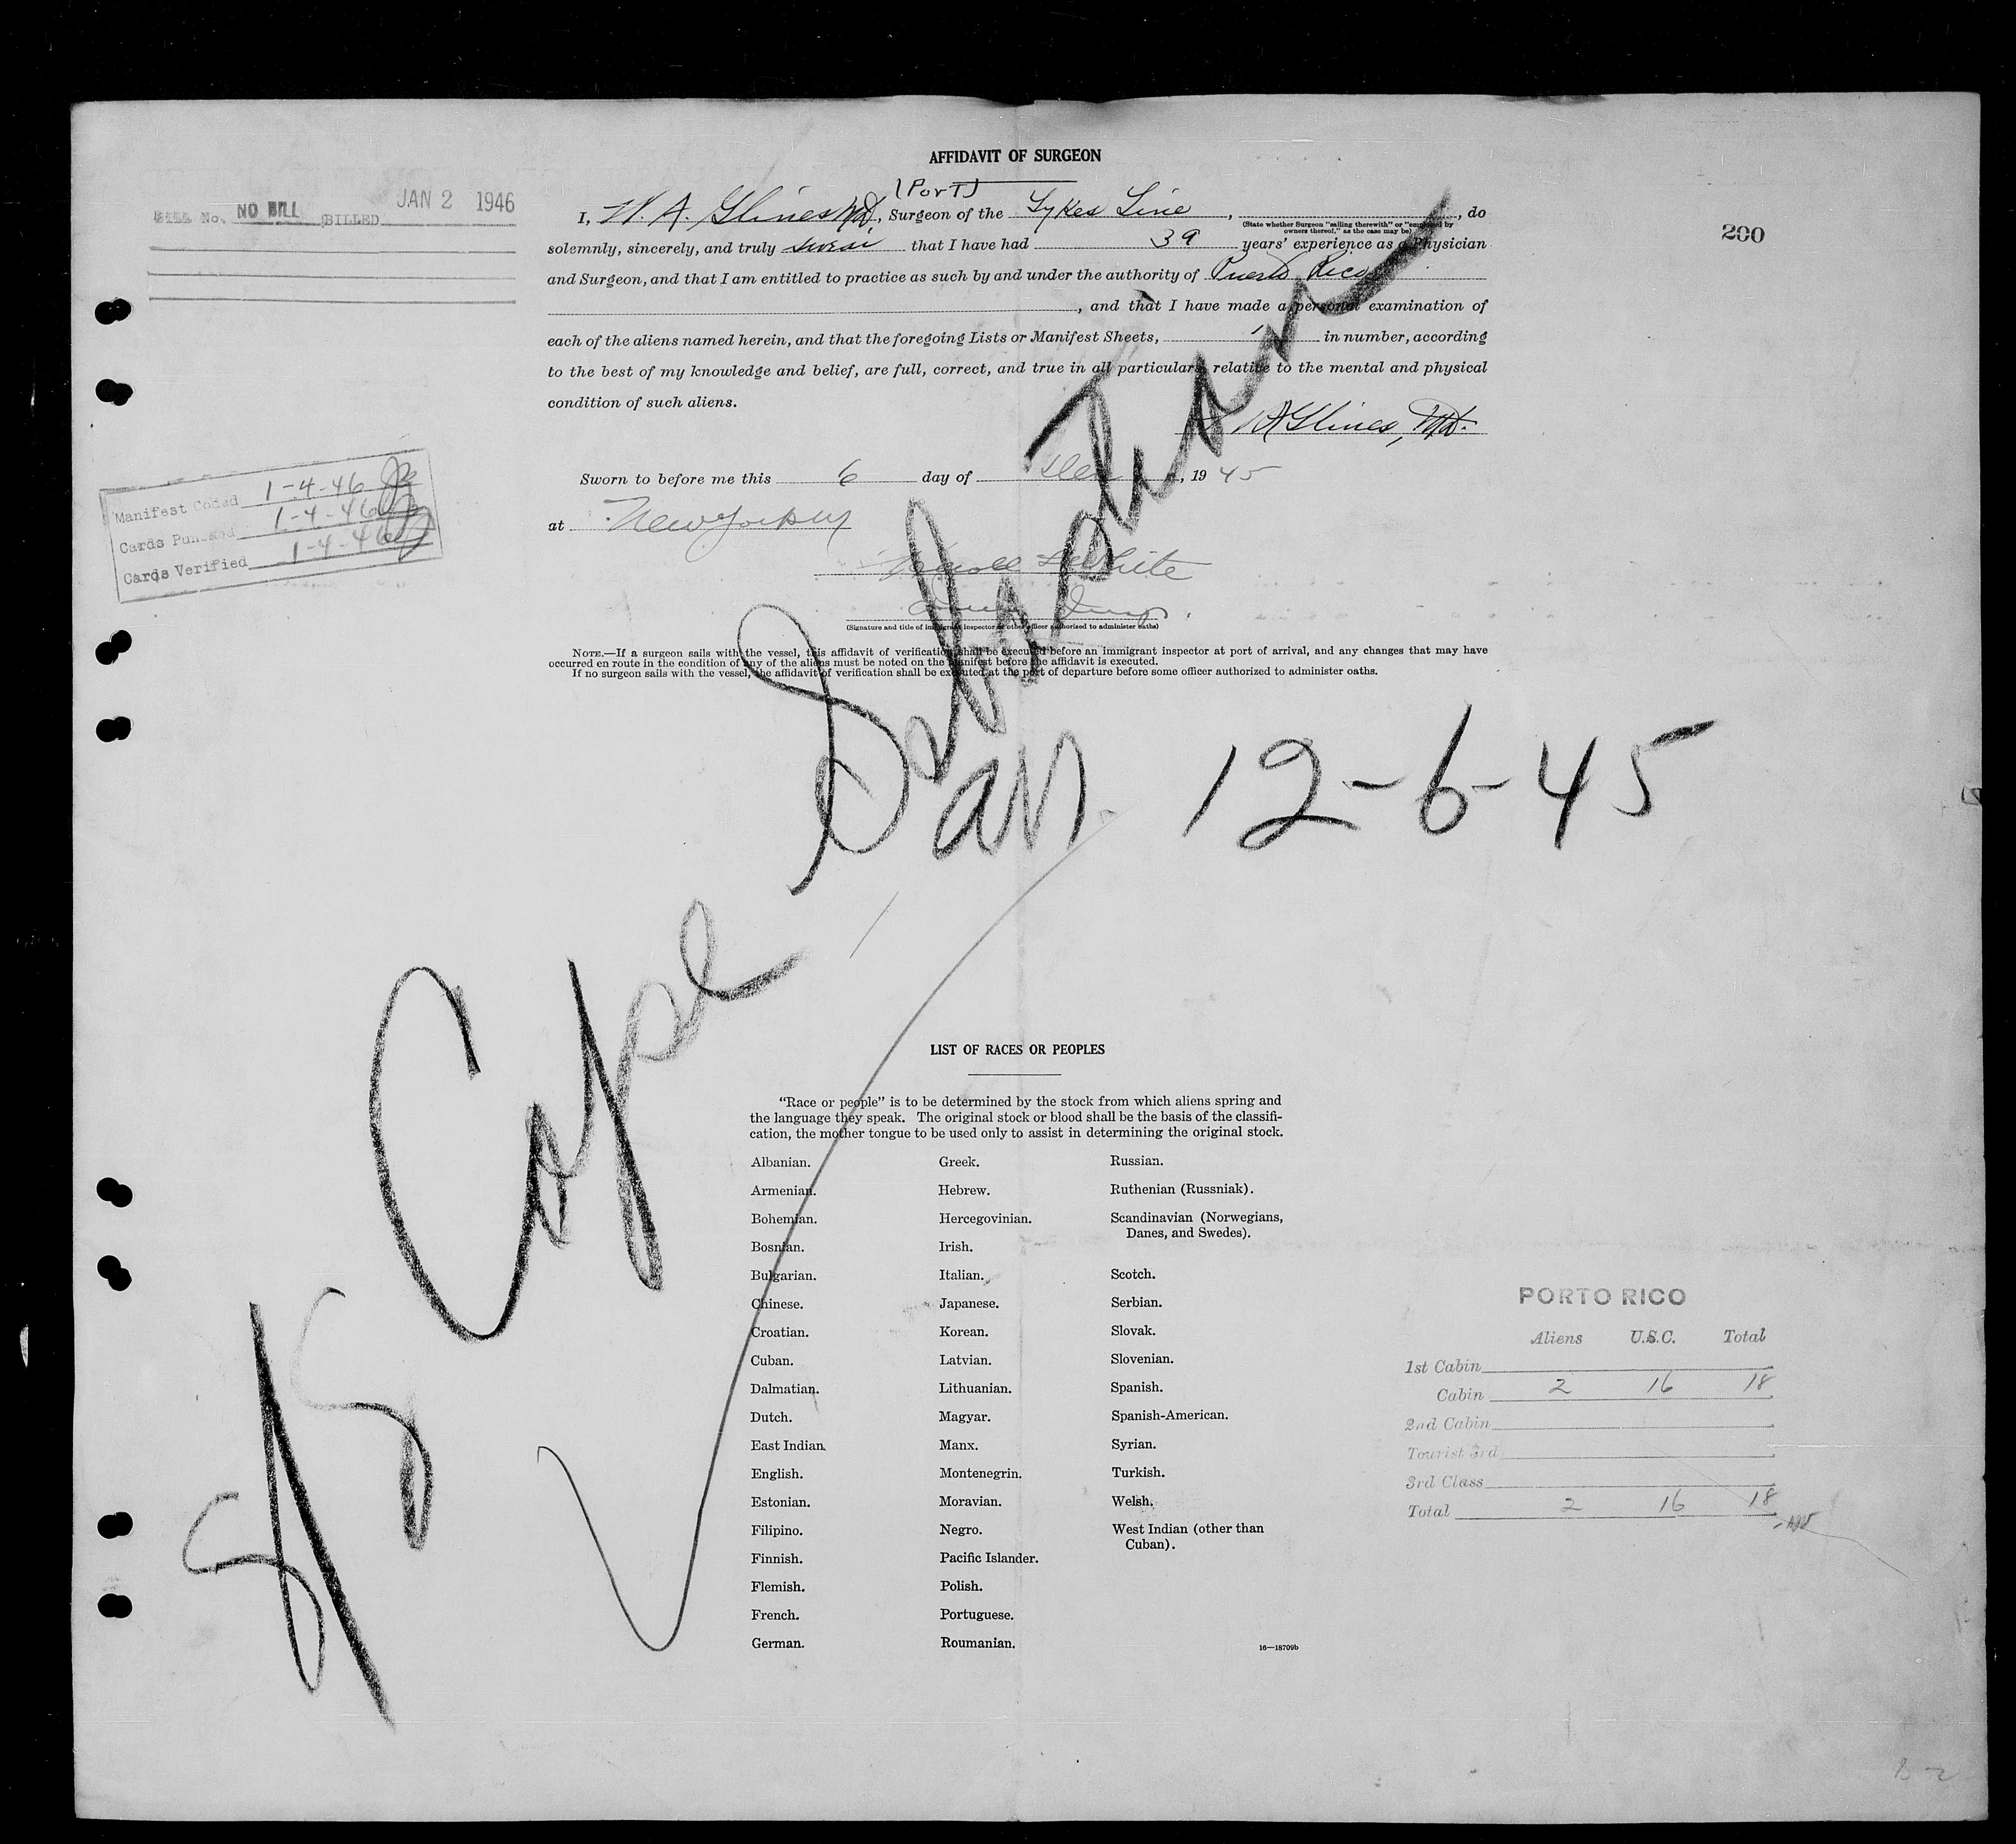 AFFIDAVIT OF SURGEON
BILL No. NO BILL BILLED JAN 2 1946
200
(PORT)
I, W. A. Glines MD, Surgeon of the Lykes Line, , do
(State whether Surgeon "sailing therewith" or "employed by
owners thereof," as the case may be)
solemnly, sincerely, and truly swear that I have had 39 years' experience as a Physician
and Surgeon, and that I am entitled to practice as such by and under the authority of Puerto Rico
, and that I have made a personal examination of
each of the aliens named herein, and that the foregoing Lists or Manifest Sheets, 1 in number, according
to the best of my knowledge and belief, are full, correct, and true in all particulars relative to the mental and physical
condition of such aliens.
WAGlines, MD.
Sworn to before me this 6 day of Dec, 1945
at New York NY
White
(Signature and title of immigrant inspector or other officer authorized to administer oaths)
Manifest Coded 1-4-46
Cards Punched 1-4-46
Cards Verified 1-4-46
NOTE.—If a surgeon sails with the vessel, this affidavit of verification shall be executed before an immigrant inspector at port of arrival, and any changes that may have
occurred en route in the condition of any of the aliens must be noted on the manifest before the affidavit is executed.
If no surgeon sails with the vessel, the affidavit of verification shall be executed at the port of departure before some officer authorized to administer oaths.
S/S Cape
arr. 12-6-45
LIST OF RACES OR PEOPLES
"Race or people" is to be determined by the stock from which aliens spring and
the language they speak. The original stock or blood shall be the basis of the classifi-
cation, the mother tongue to be used only to assist in determining the original stock.
Albanian. Greek. Russian.
Armenian. Hebrew. Ruthenian (Russniak).
Bohemian. Hercegovinian. Scandinavian (Norwegians,
Danes, and Swedes).
Bosnian. Irish.
Bulgarian. Italian. Scotch.
Chinese. Japanese. Serbian.
Croatian. Korean. Slovak.
Cuban. Latvian. Slovenian.
Dalmatian. Lithuanian. Spanish.
Dutch. Magyar. Spanish-American.
East Indian. Manx. Syrian.
English. Montenegrin. Turkish.
Estonian. Moravian. Welsh.
Filipino. Negro. West Indian (other than
Cuban).
Finnish. Pacific Islander.
Flemish. Polish.
French. Portuguese.
German. Roumanian.
16—18709b
PORTO RICO
Aliens U.S.C. Total
1st Cabin
Cabin 2 16 18
2nd Cabin
Tourist 3rd
3rd Class
Total 2 16 18